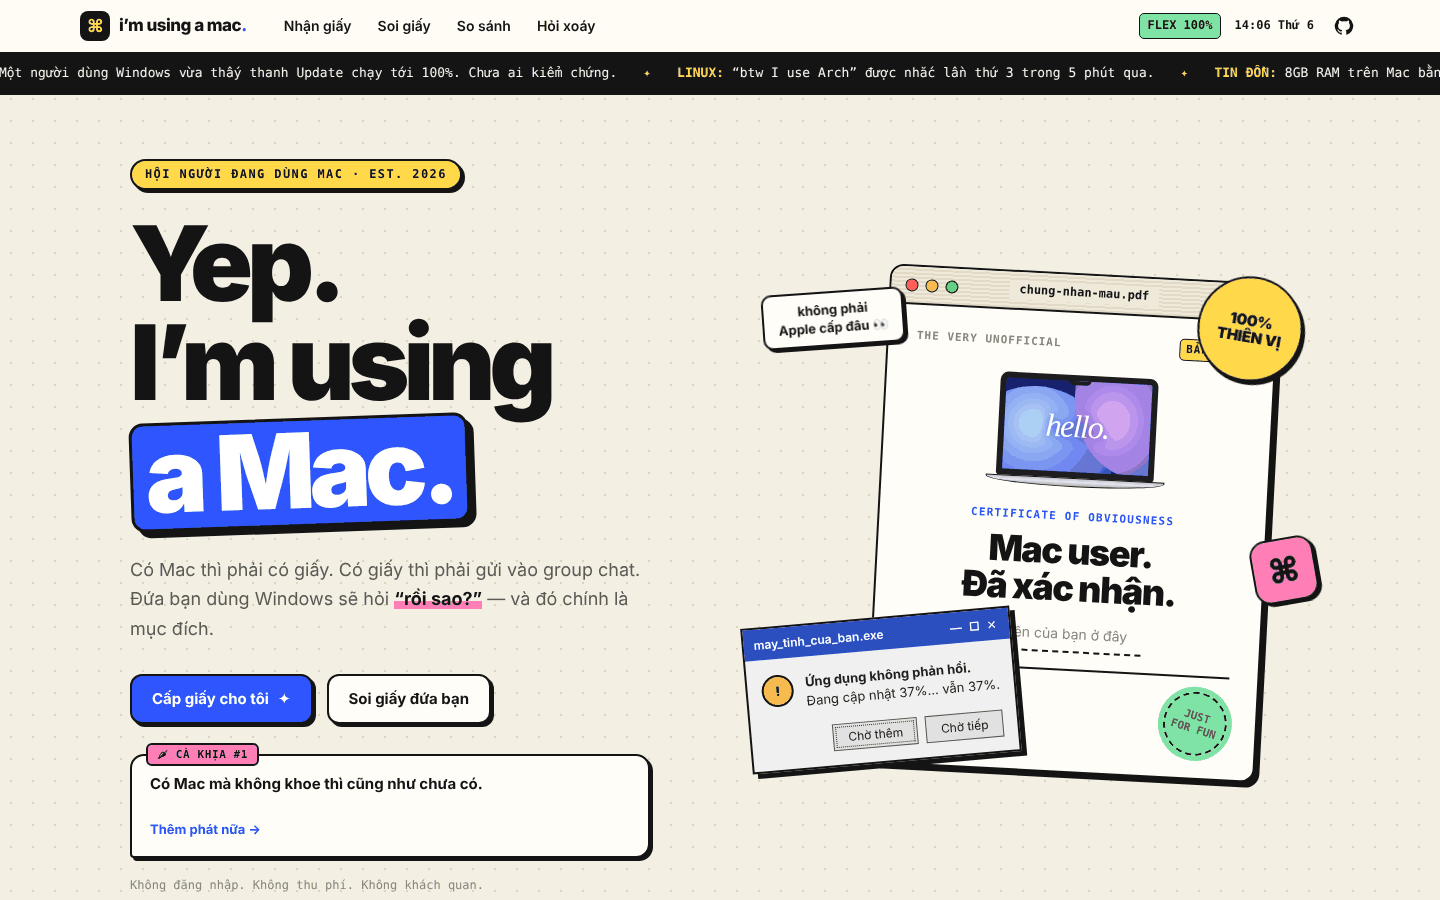 ⌘ i’m using a mac.
Nhận giấy
Soi giấy
So sánh
Hỏi xoáy
FLEX 100%
14:06 Thứ 6
Một người dùng Windows vừa thấy thanh Update chạy tới 100%. Chưa ai kiểm chứng. ✦ LINUX: “btw I use Arch” được nhắc lần thứ 3 trong 5 phút qua. ✦ TIN ĐỒN: 8GB RAM trên Mac bằn
HỘI NGƯỜI ĐANG DÙNG MAC · EST. 2026
Yep.
I’m using
a Mac.
Có Mac thì phải có giấy. Có giấy thì phải gửi vào group chat.
Đứa bạn dùng Windows sẽ hỏi “rồi sao?” — và đó chính là
mục đích.
Cấp giấy cho tôi ✦
Soi giấy đứa bạn
🌶 CÀ KHỊA #1
Có Mac mà không khoe thì cũng như chưa có.
Thêm phát nữa →
Không đăng nhập. Không thu phí. Không khách quan.
không phải
Apple cấp đâu 👀
chung-nhan-mau.pdf
100%
THIÊN VỊ
THE VERY UNOFFICIAL
hello.
CERTIFICATE OF OBVIOUSNESS
Mac user.
Đã xác nhận.
⌘
của bạn ở đây
may_tinh_cua_ban.exe
Ứng dụng không phản hồi.
Đang cập nhật 37%... vẫn 37%.
Chờ thêm
Chờ tiếp
JUST
FOR FUN